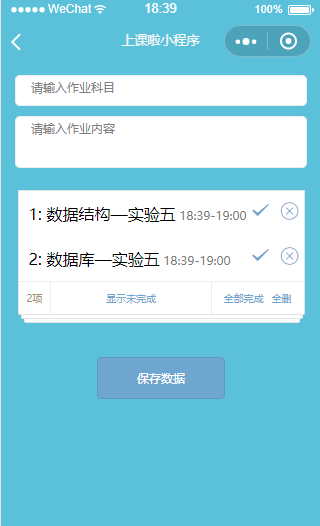 WeChat 18:39 100%
上课啦小程序
请输入作业科目
请输入作业内容
1: 数据结构—实验五 18:39-19:00
2: 数据库—实验五 18:39-19:00
2项 显示未完成 全部完成 全删
保存数据